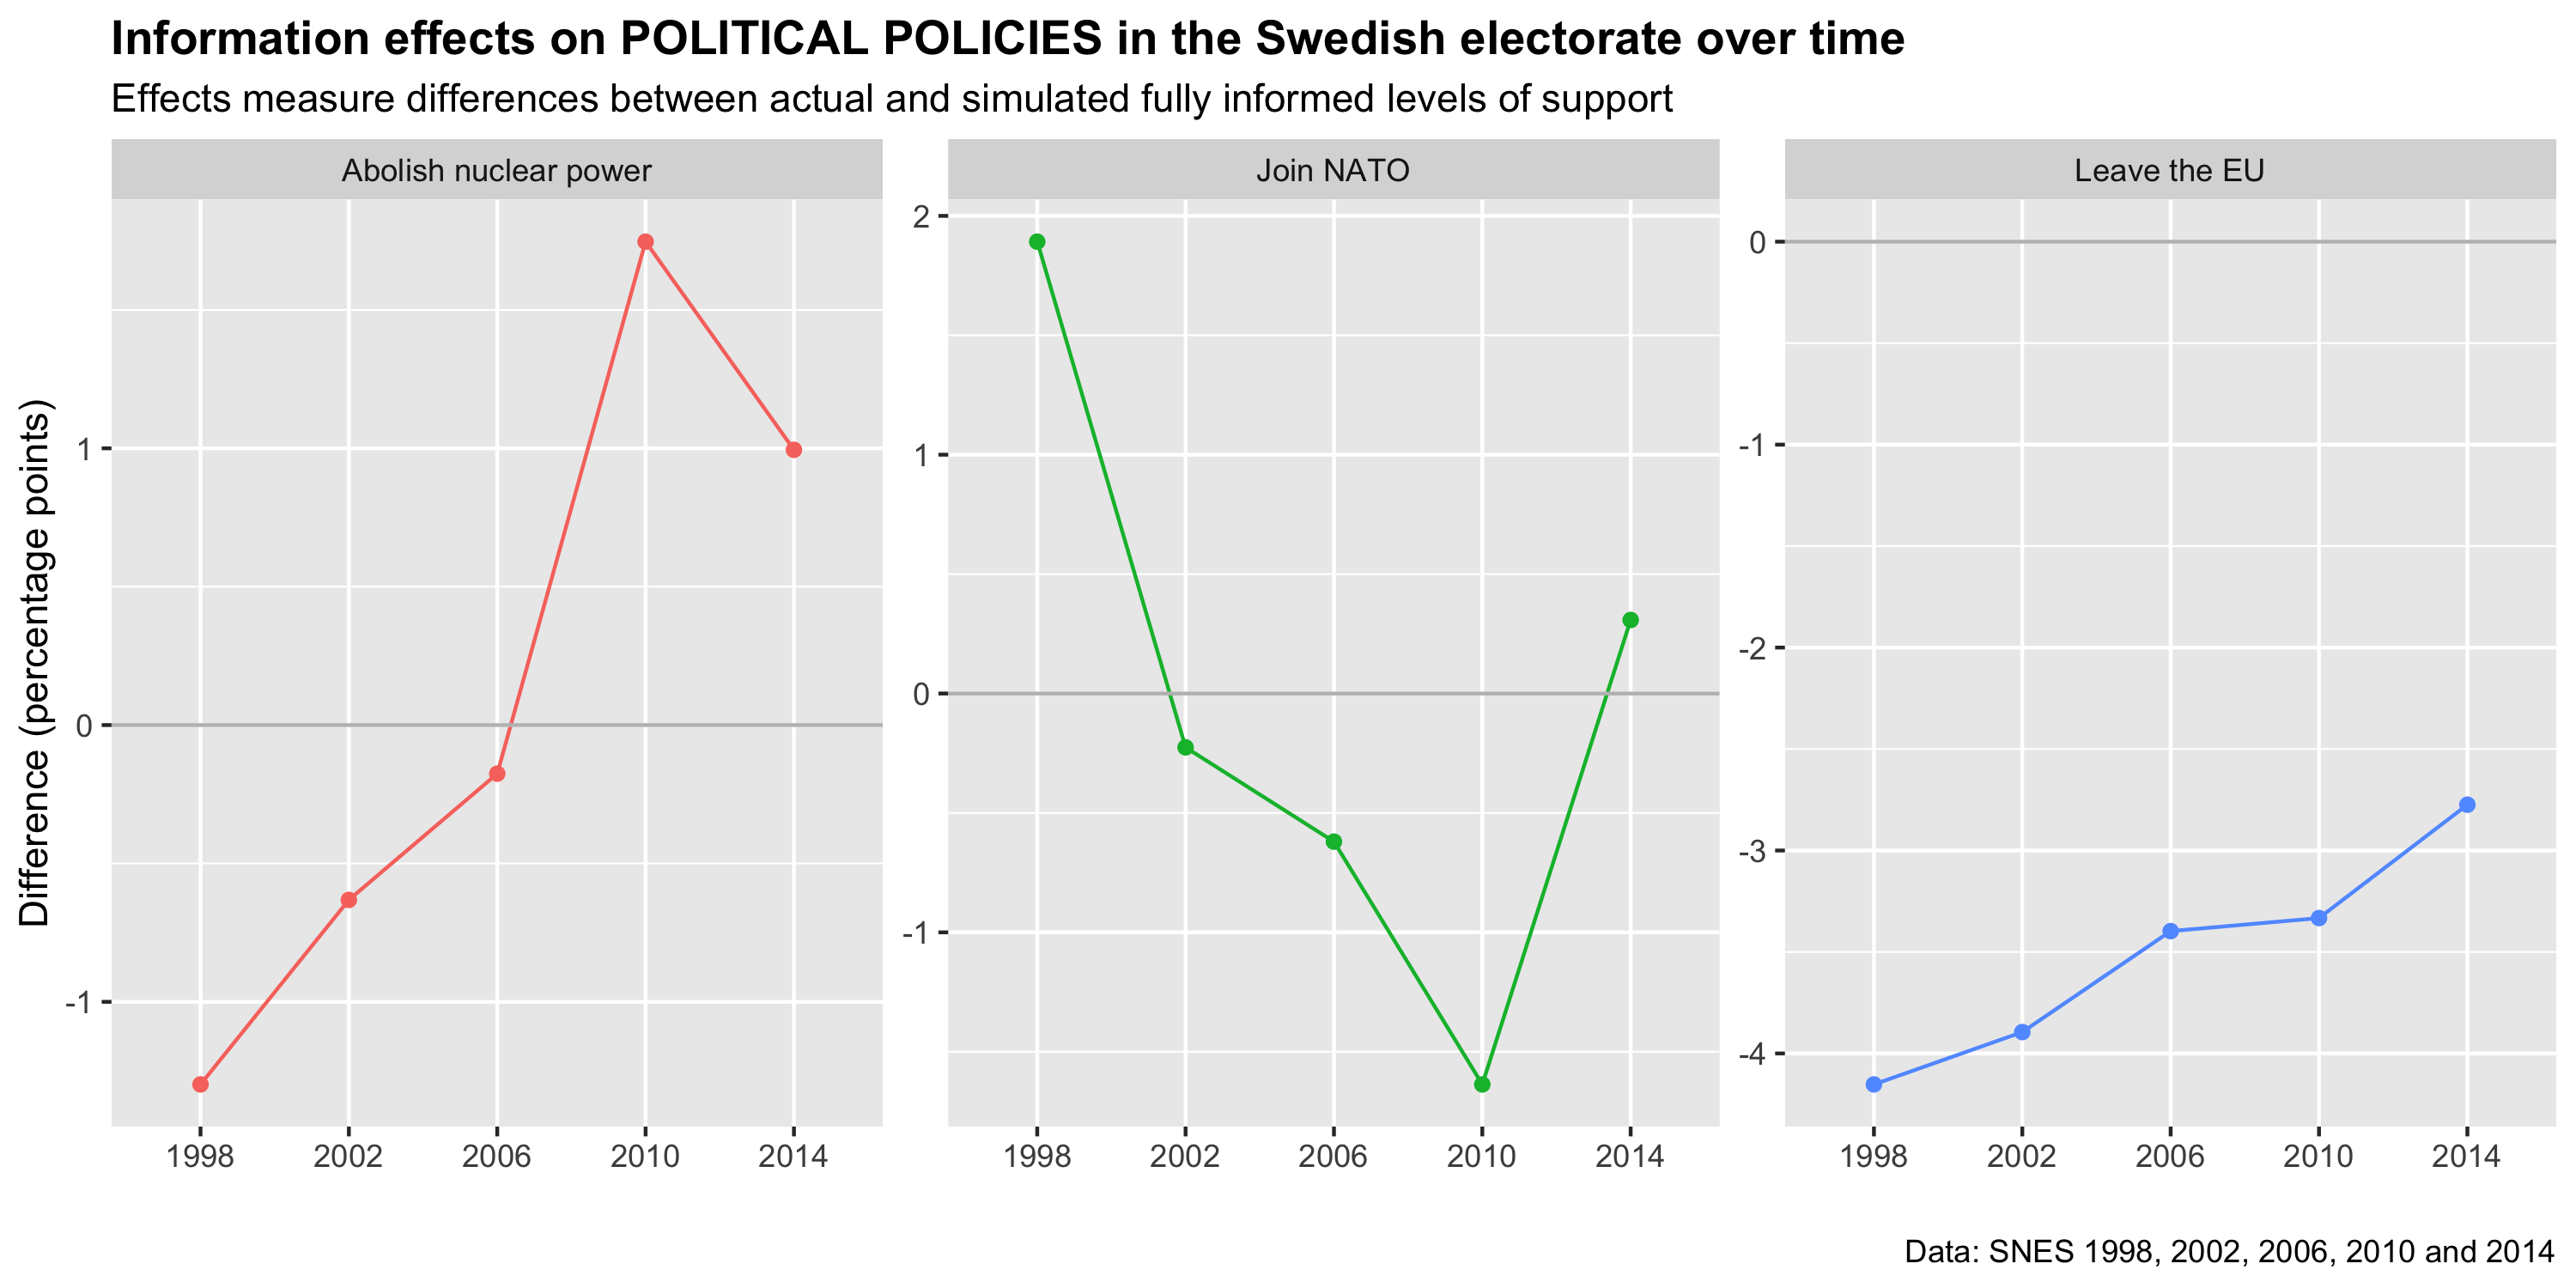 Information effects on POLITICAL POLICIES in the Swedish electorate over time
Effects measure differences between actual and simulated fully informed levels of support
Difference (percentage points)
Abolish nuclear power
1
0
-1
1998 2002 2006 2010 2014
Join NATO
2
1
0
-1
1998 2002 2006 2010 2014
Leave the EU
0
-1
-2
-3
-4
1998 2002 2006 2010 2014
Data: SNES 1998, 2002, 2006, 2010 and 2014